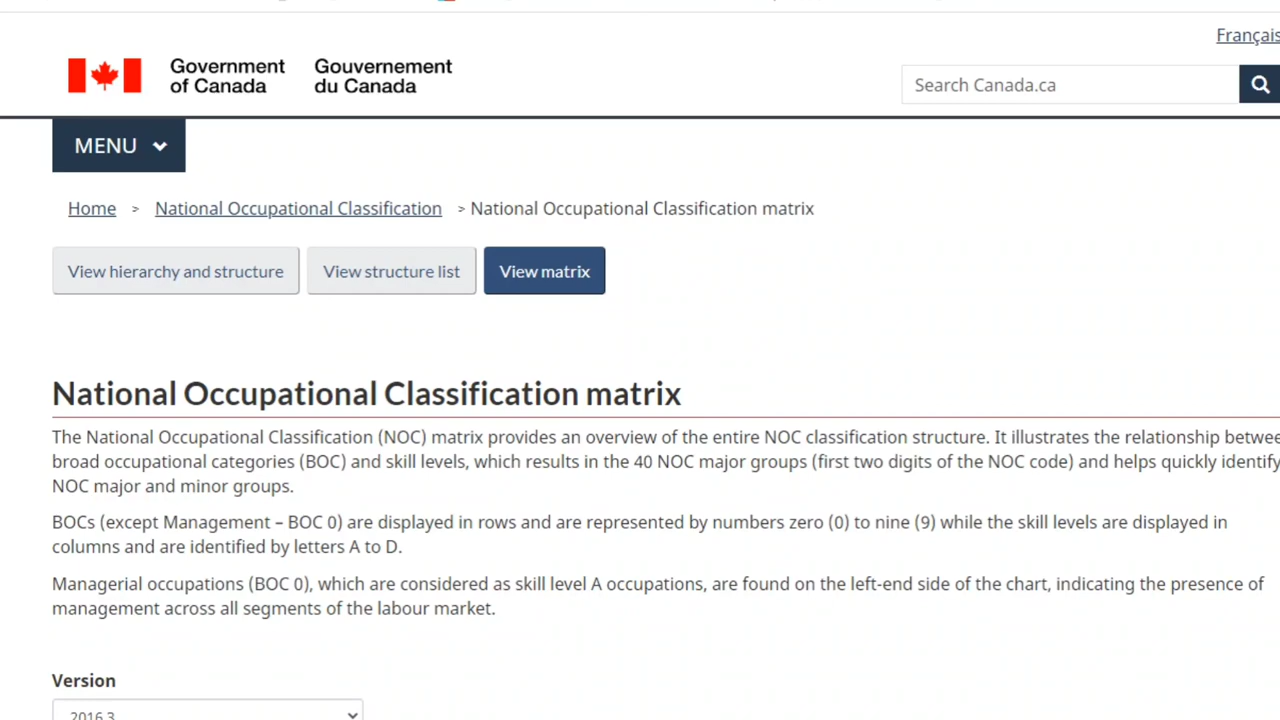 Français
Government of Canada
Gouvernement du Canada
Search Canada.ca
MENU
Home > National Occupational Classification > National Occupational Classification matrix
View hierarchy and structure
View structure list
View matrix
National Occupational Classification matrix
The National Occupational Classification (NOC) matrix provides an overview of the entire NOC classification structure. It illustrates the relationship betwee
broad occupational categories (BOC) and skill levels, which results in the 40 NOC major groups (first two digits of the NOC code) and helps quickly identify
NOC major and minor groups.
BOCs (except Management – BOC 0) are displayed in rows and are represented by numbers zero (0) to nine (9) while the skill levels are displayed in
columns and are identified by letters A to D.
Managerial occupations (BOC 0), which are considered as skill level A occupations, are found on the left-end side of the chart, indicating the presence of
management across all segments of the labour market.
Version
2016 3